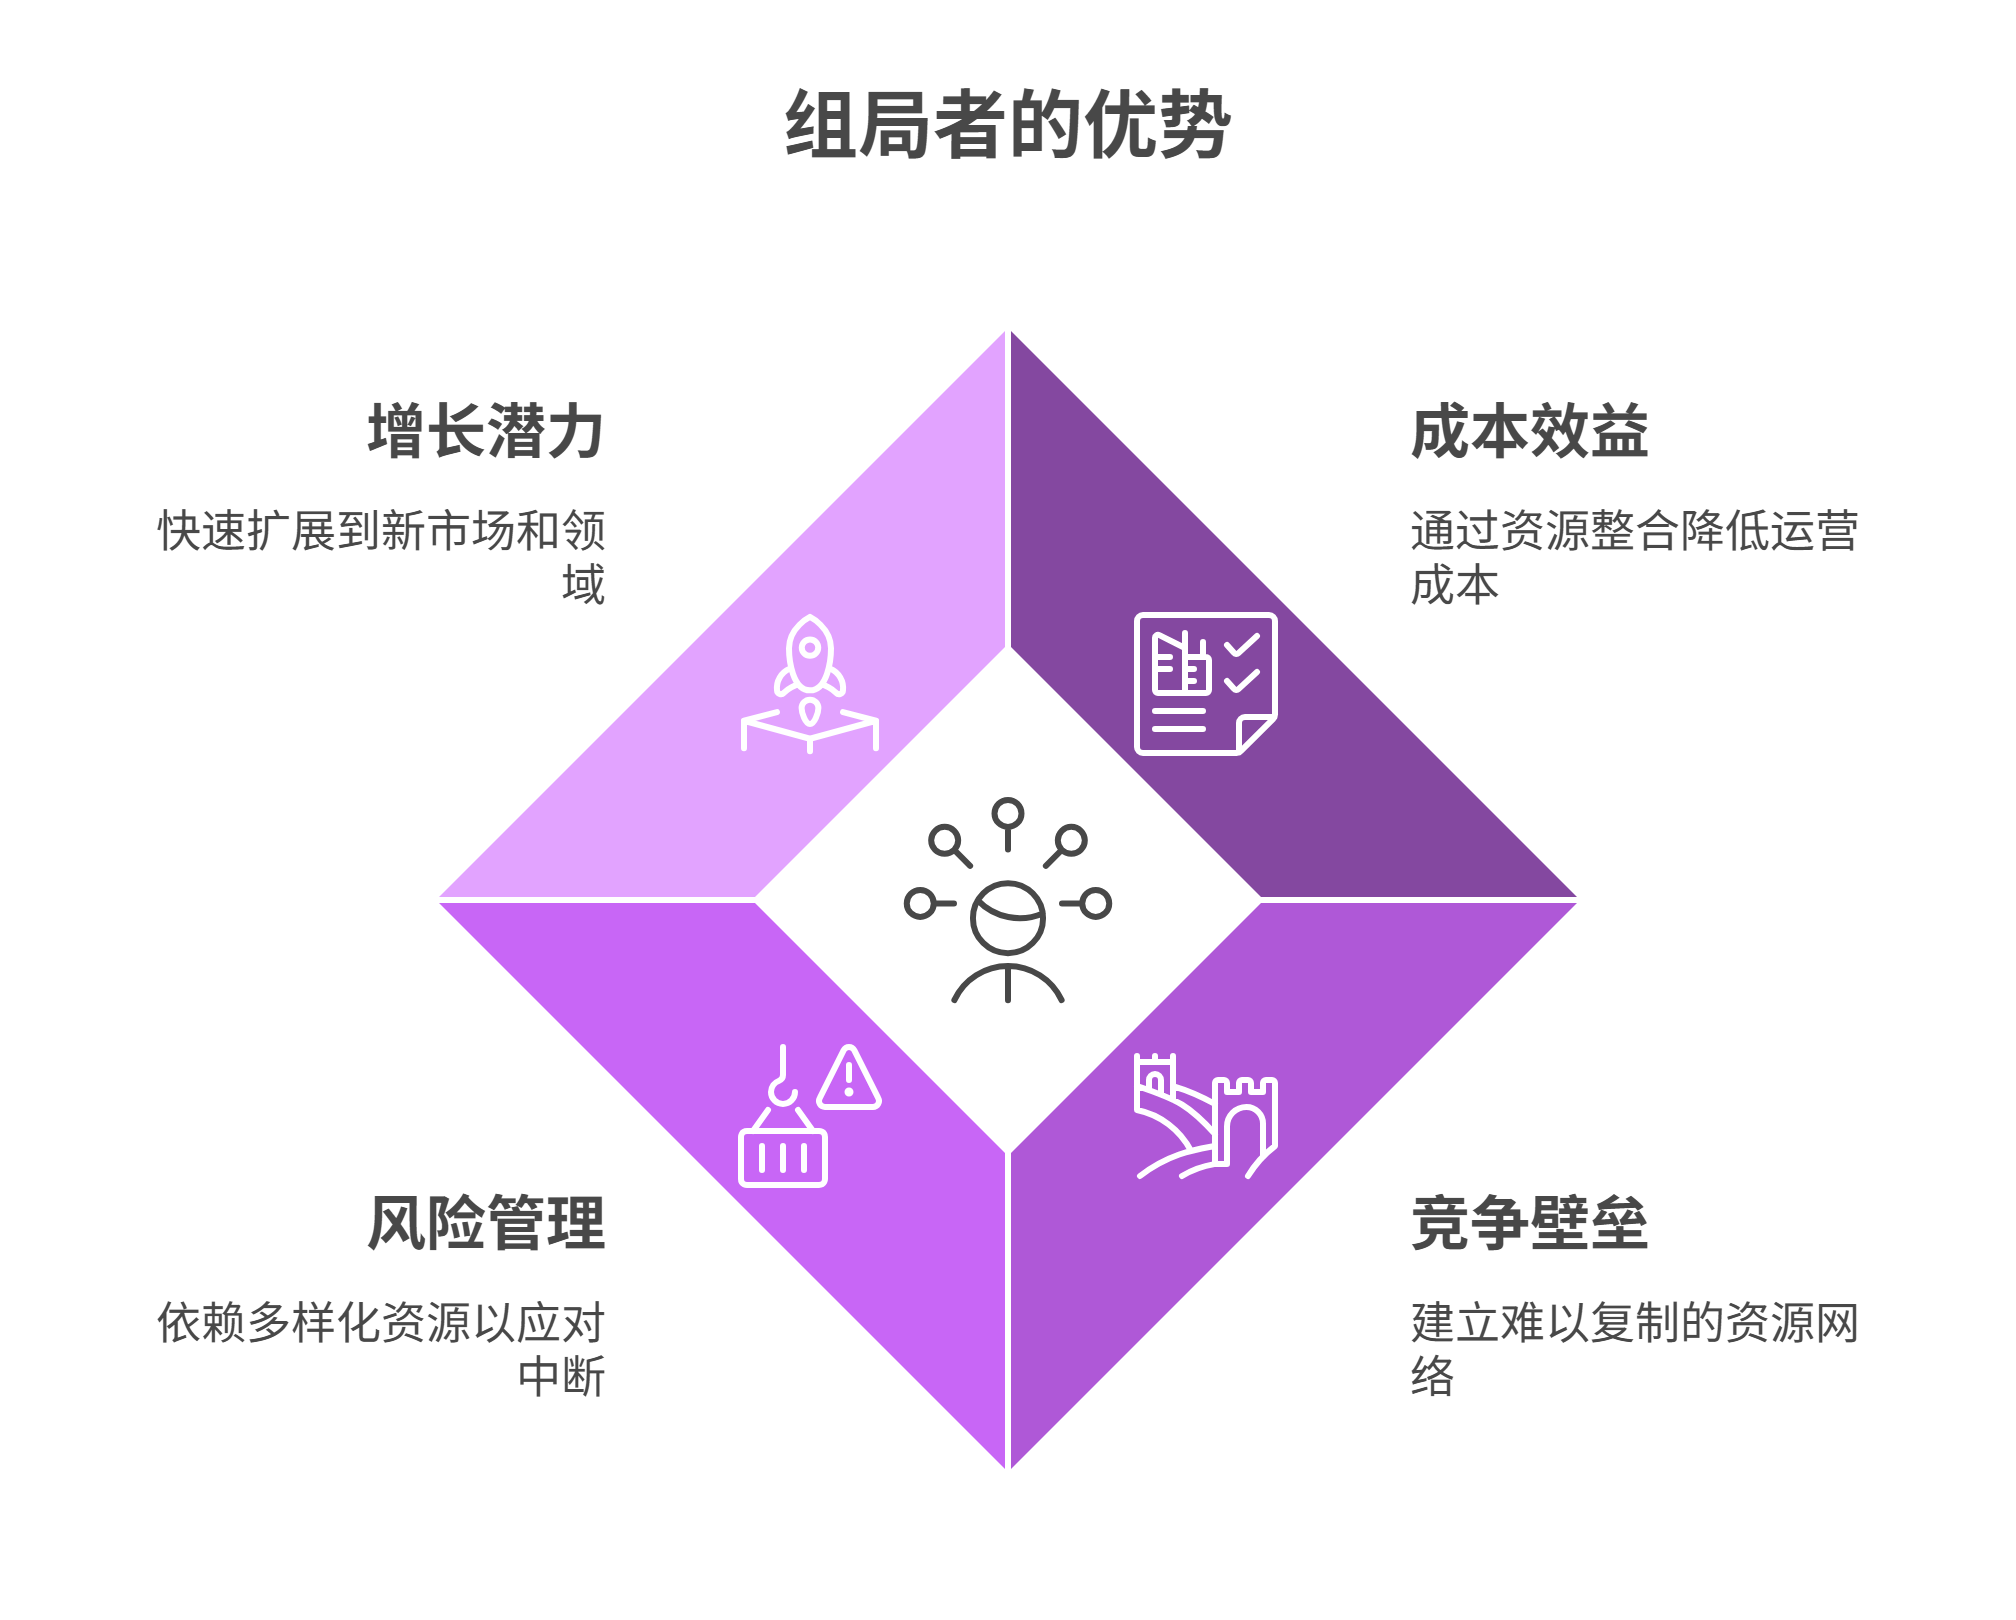 组局者的优势
增长潜力
快速扩展到新市场和领
域
成本效益
通过资源整合降低运营
成本
风险管理
依赖多样化资源以应对
中断
竞争壁垒
建立难以复制的资源网
络